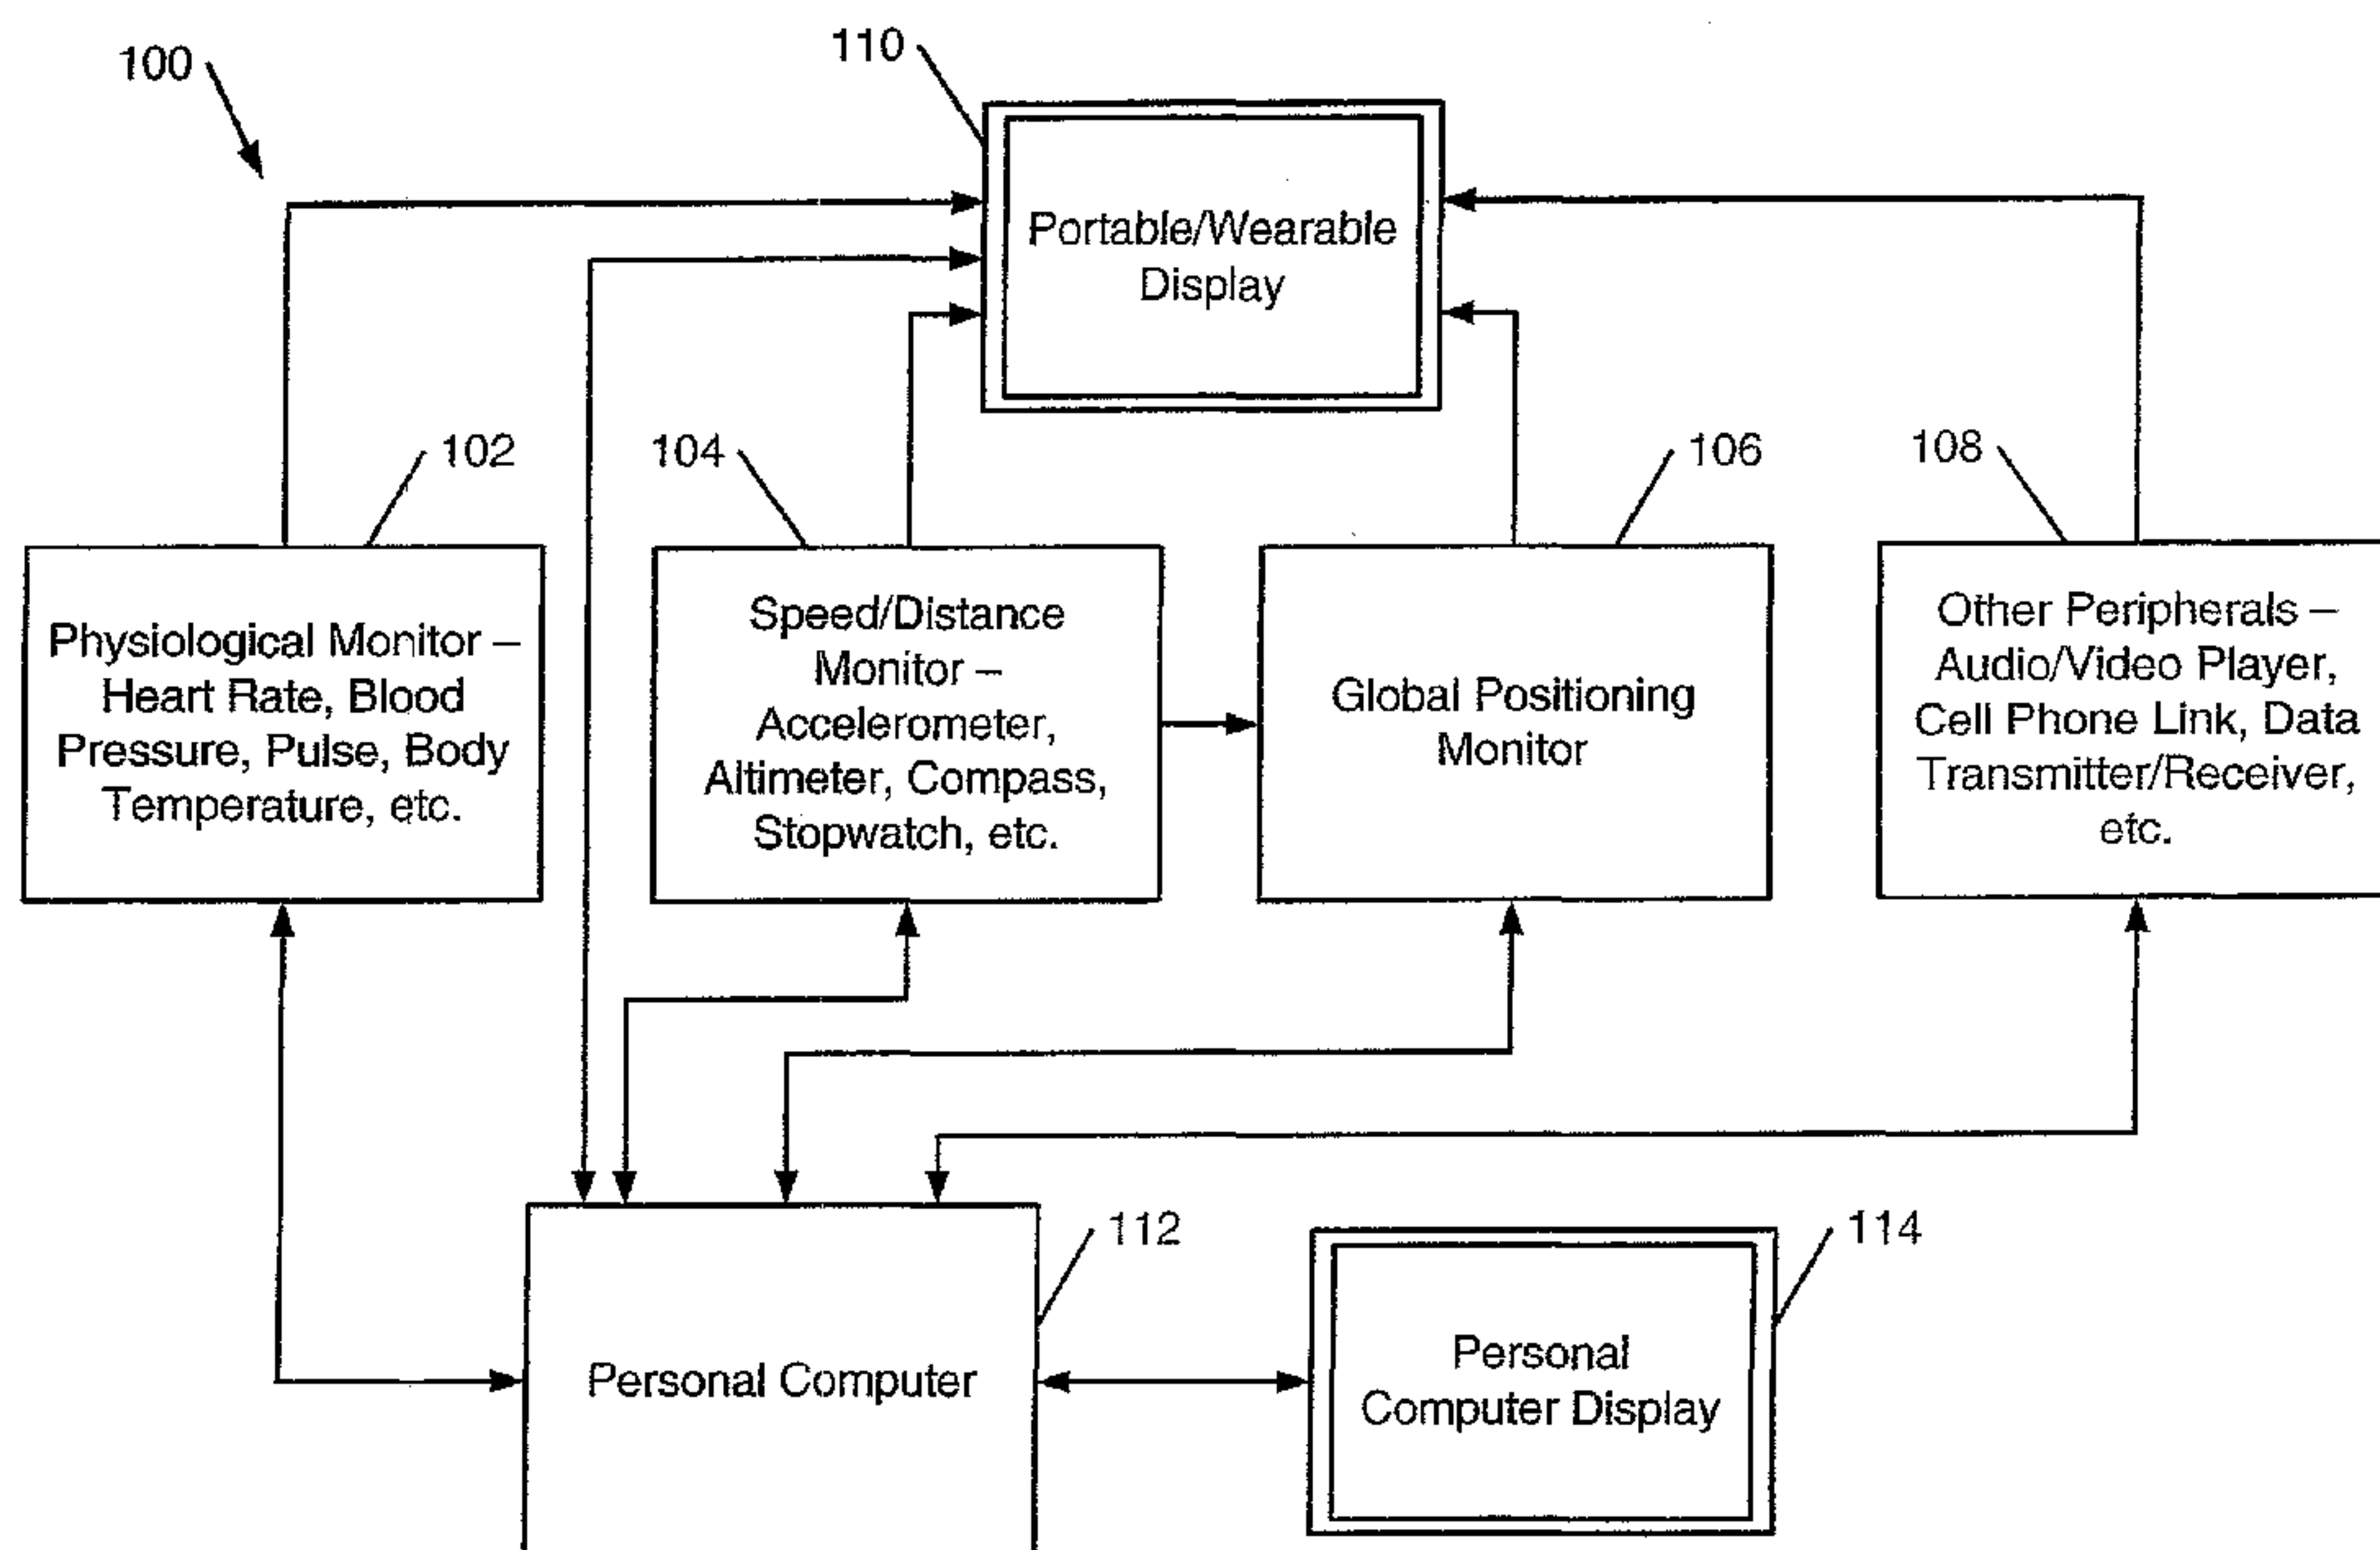 100
110
Portable/Wearable
Display
102
104
106
108
Physiological Monitor –
Heart Rate, Blood
Pressure, Pulse, Body
Temperature, etc.
Speed/Distance
Monitor –
Accelerometer,
Altimeter, Compass,
Stopwatch, etc.
Global Positioning
Monitor
Other Peripherals –
Audio/Video Player,
Cell Phone Link, Data
Transmitter/Receiver,
etc.
112
114
Personal Computer
Personal
Computer Display